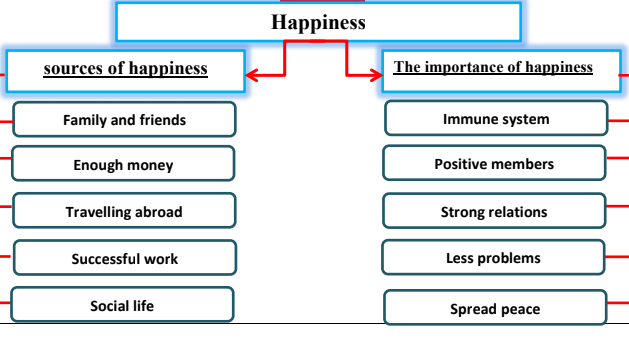 Happiness
sources of happiness
The importance of happiness
Family and friends
Immune system
Enough money
Positive members
Travelling abroad
Strong relations
Successful work
Less problems
Social life
Spread peace